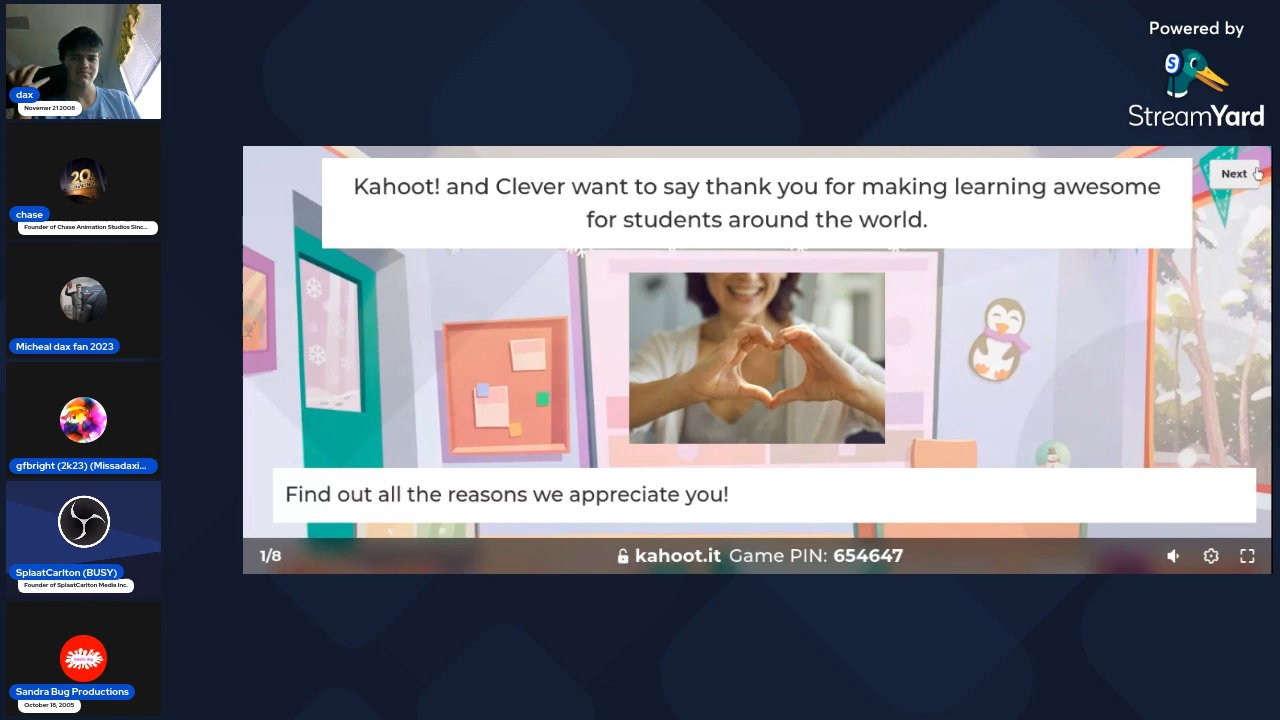 dax
Novemer 21 2008
chase
Founder of Chase Animation Studios Sinc...
Micheal dax fan 2023
gfbright (2k23) (Missadaxi...
SplaatCarlton (BUSY)
Founder of SplaatCarlton Media Inc.
Sandra Bug Productions
October 18, 2005
Powered by
S
StreamYard
Kahoot! and Clever want to say thank you for making learning awesome
for students around the world.
Next
Find out all the reasons we appreciate you!
1/8
kahoot.it Game PIN: 654647